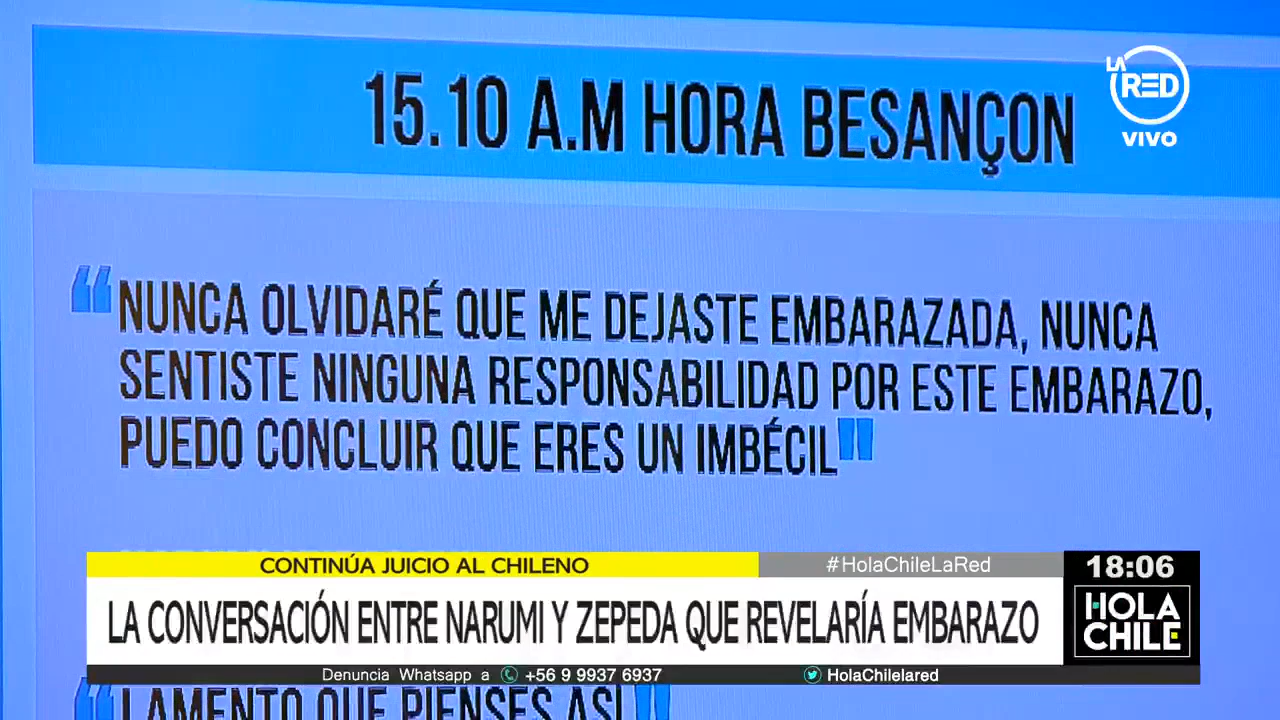 15.10 A.M HORA BESANÇON
LA RED
VIVO
“NUNCA OLVIDARÉ QUE ME DEJASTE EMBARAZADA, NUNCA
SENTISTE NINGUNA RESPONSABILIDAD POR ESTE EMBARAZO,
PUEDO CONCLUIR QUE ERES UN IMBÉCIL”
CONTINÚA JUICIO AL CHILENO
#HolaChileLaRed
18:06
LA CONVERSACIÓN ENTRE NARUMI Y ZEPEDA QUE REVELARÍA EMBARAZO
HOLA
CHILE
Denuncia Whatsapp a +56 9 9937 6937
HolaChilelared
“LAMENTO QUE PIENSES ASÍ”